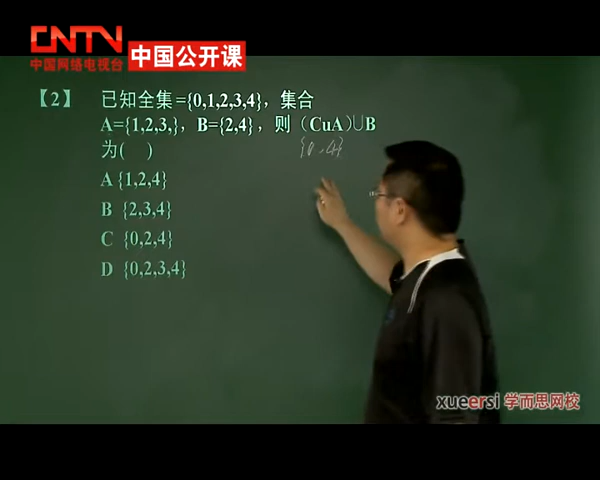 CNTV
中国网络电视台 中国公开课
【2】 已知全集={0,1,2,3,4}，集合
A={1,2,3,}，B={2,4}，则（CuA)∪B
为( )
{0,4}
A {1,2,4}
B {2,3,4}
C {0,2,4}
D {0,2,3,4}
xueersi 学而思网校